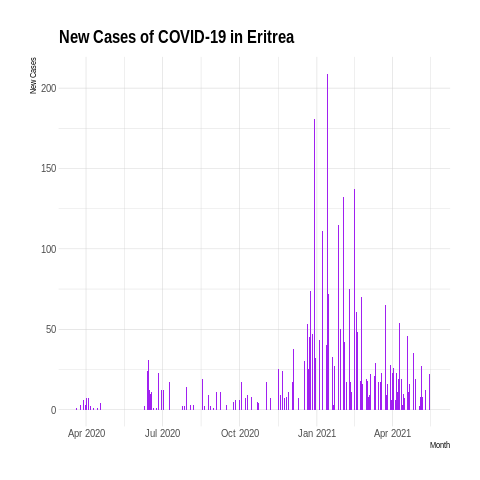 New Cases of COVID-19 in Eritrea
New Cases
200
150
100
50
0
Apr 2020 Jul 2020 Oct 2020 Jan 2021 Apr 2021
Month